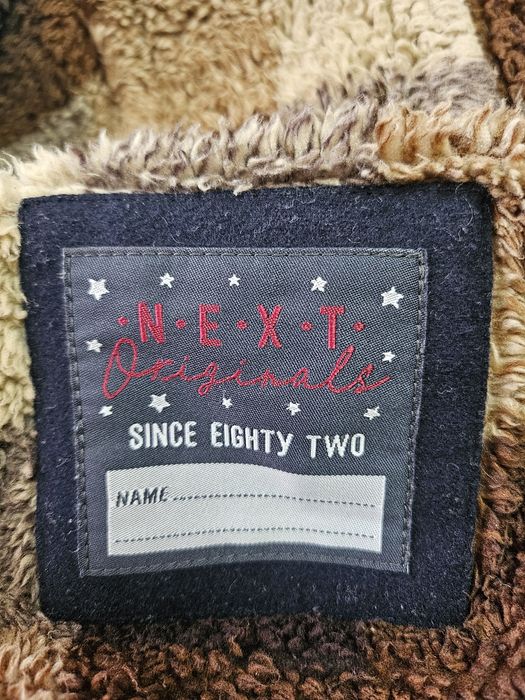 ·N·E·X·T·
Originals
SINCE EIGHTY TWO
NAME